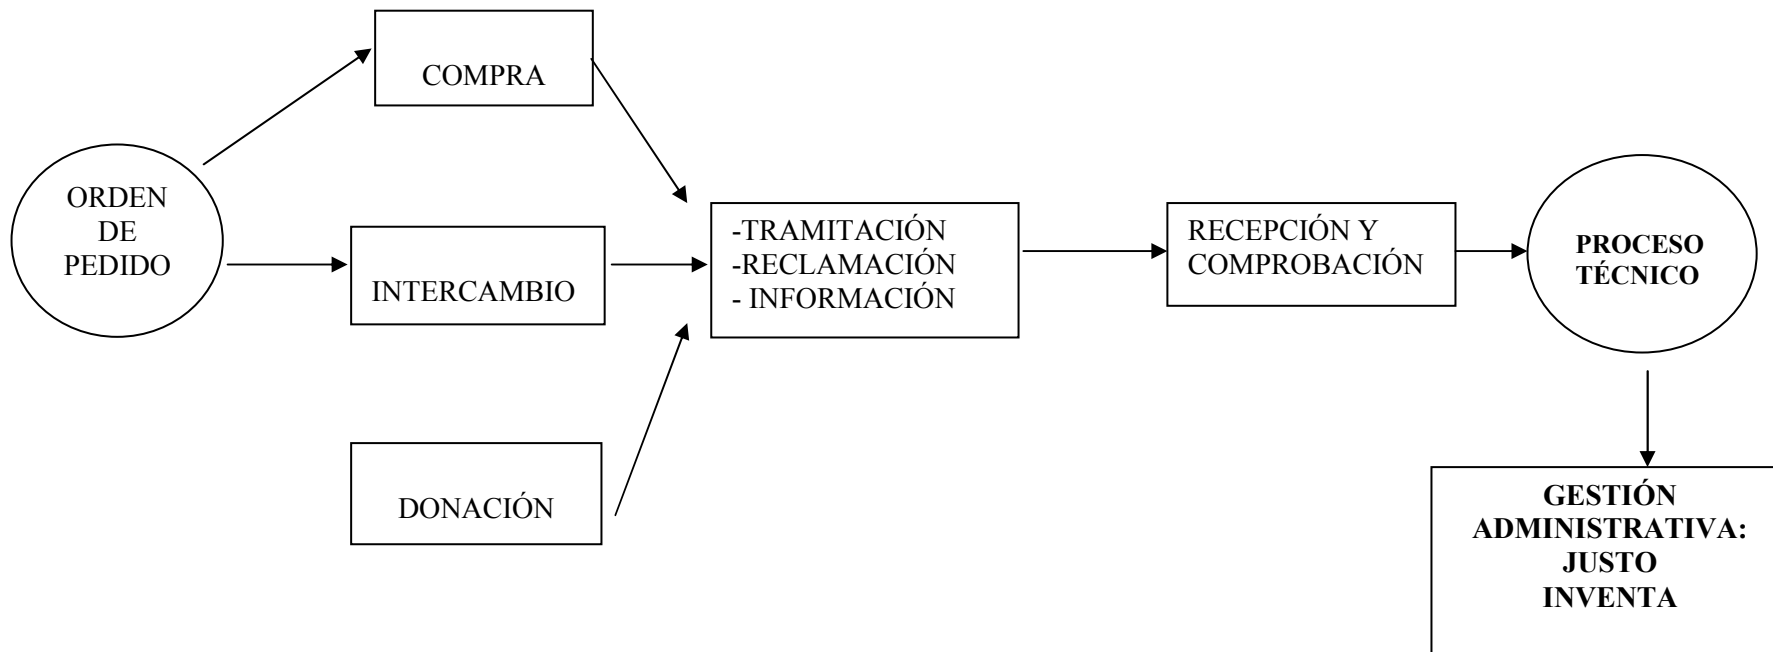 COMPRA
ORDEN
DE
PEDIDO
INTERCAMBIO
DONACIÓN
-TRAMITACIÓN
-RECLAMACIÓN
- INFORMACIÓN
RECEPCIÓN Y
COMPROBACIÓN
PROCESO
TÉCNICO
GESTIÓN
ADMINISTRATIVA:
JUSTO
INVENTA